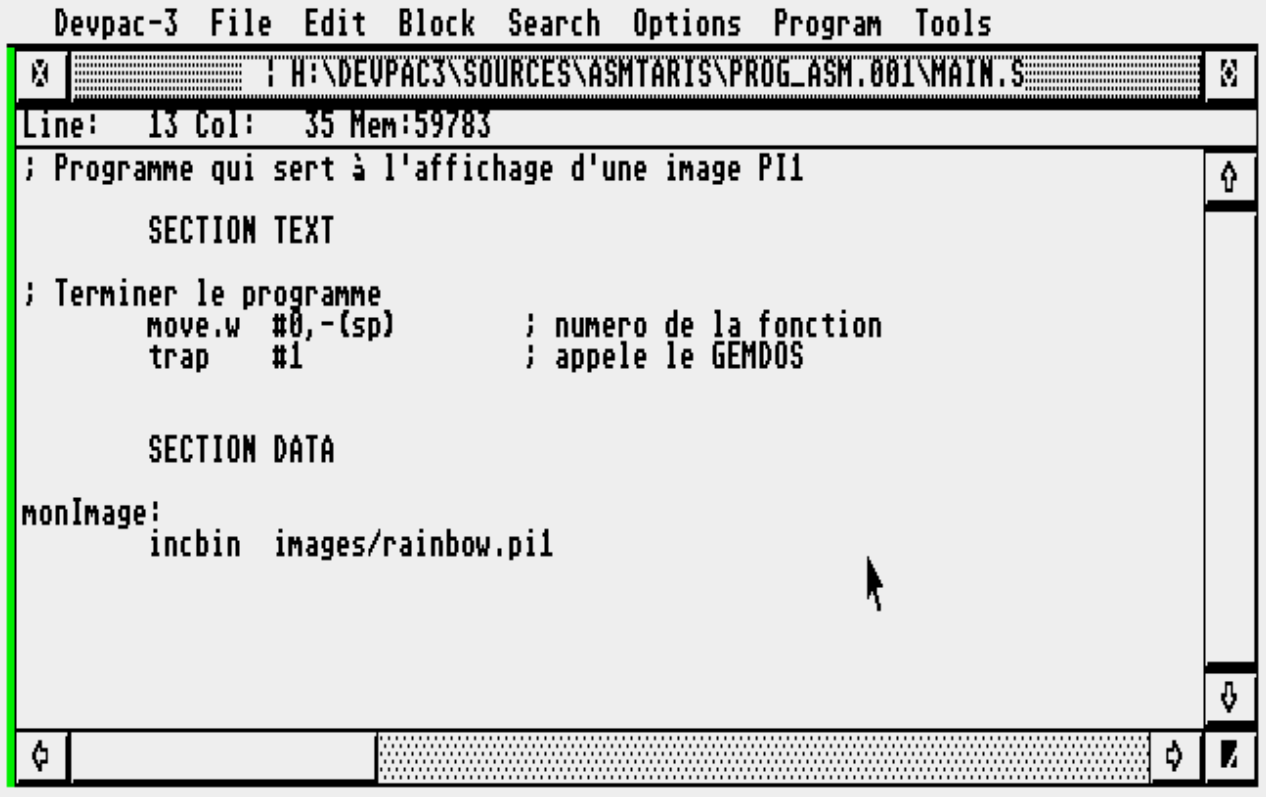 Devpac-3 File Edit Block Search Options Program Tools
¦ H:\DEVPAC3\SOURCES\ASMTARIS\PROG_ASM.001\MAIN.S
Line: 13 Col: 35 Mem:59783
; Programme qui sert à l'affichage d'une image PI1
SECTION TEXT
; Terminer le programme
move.w #0,-(sp) ; numero de la fonction
trap #1 ; appele le GEMDOS
SECTION DATA
monImage:
incbin images/rainbow.pi1